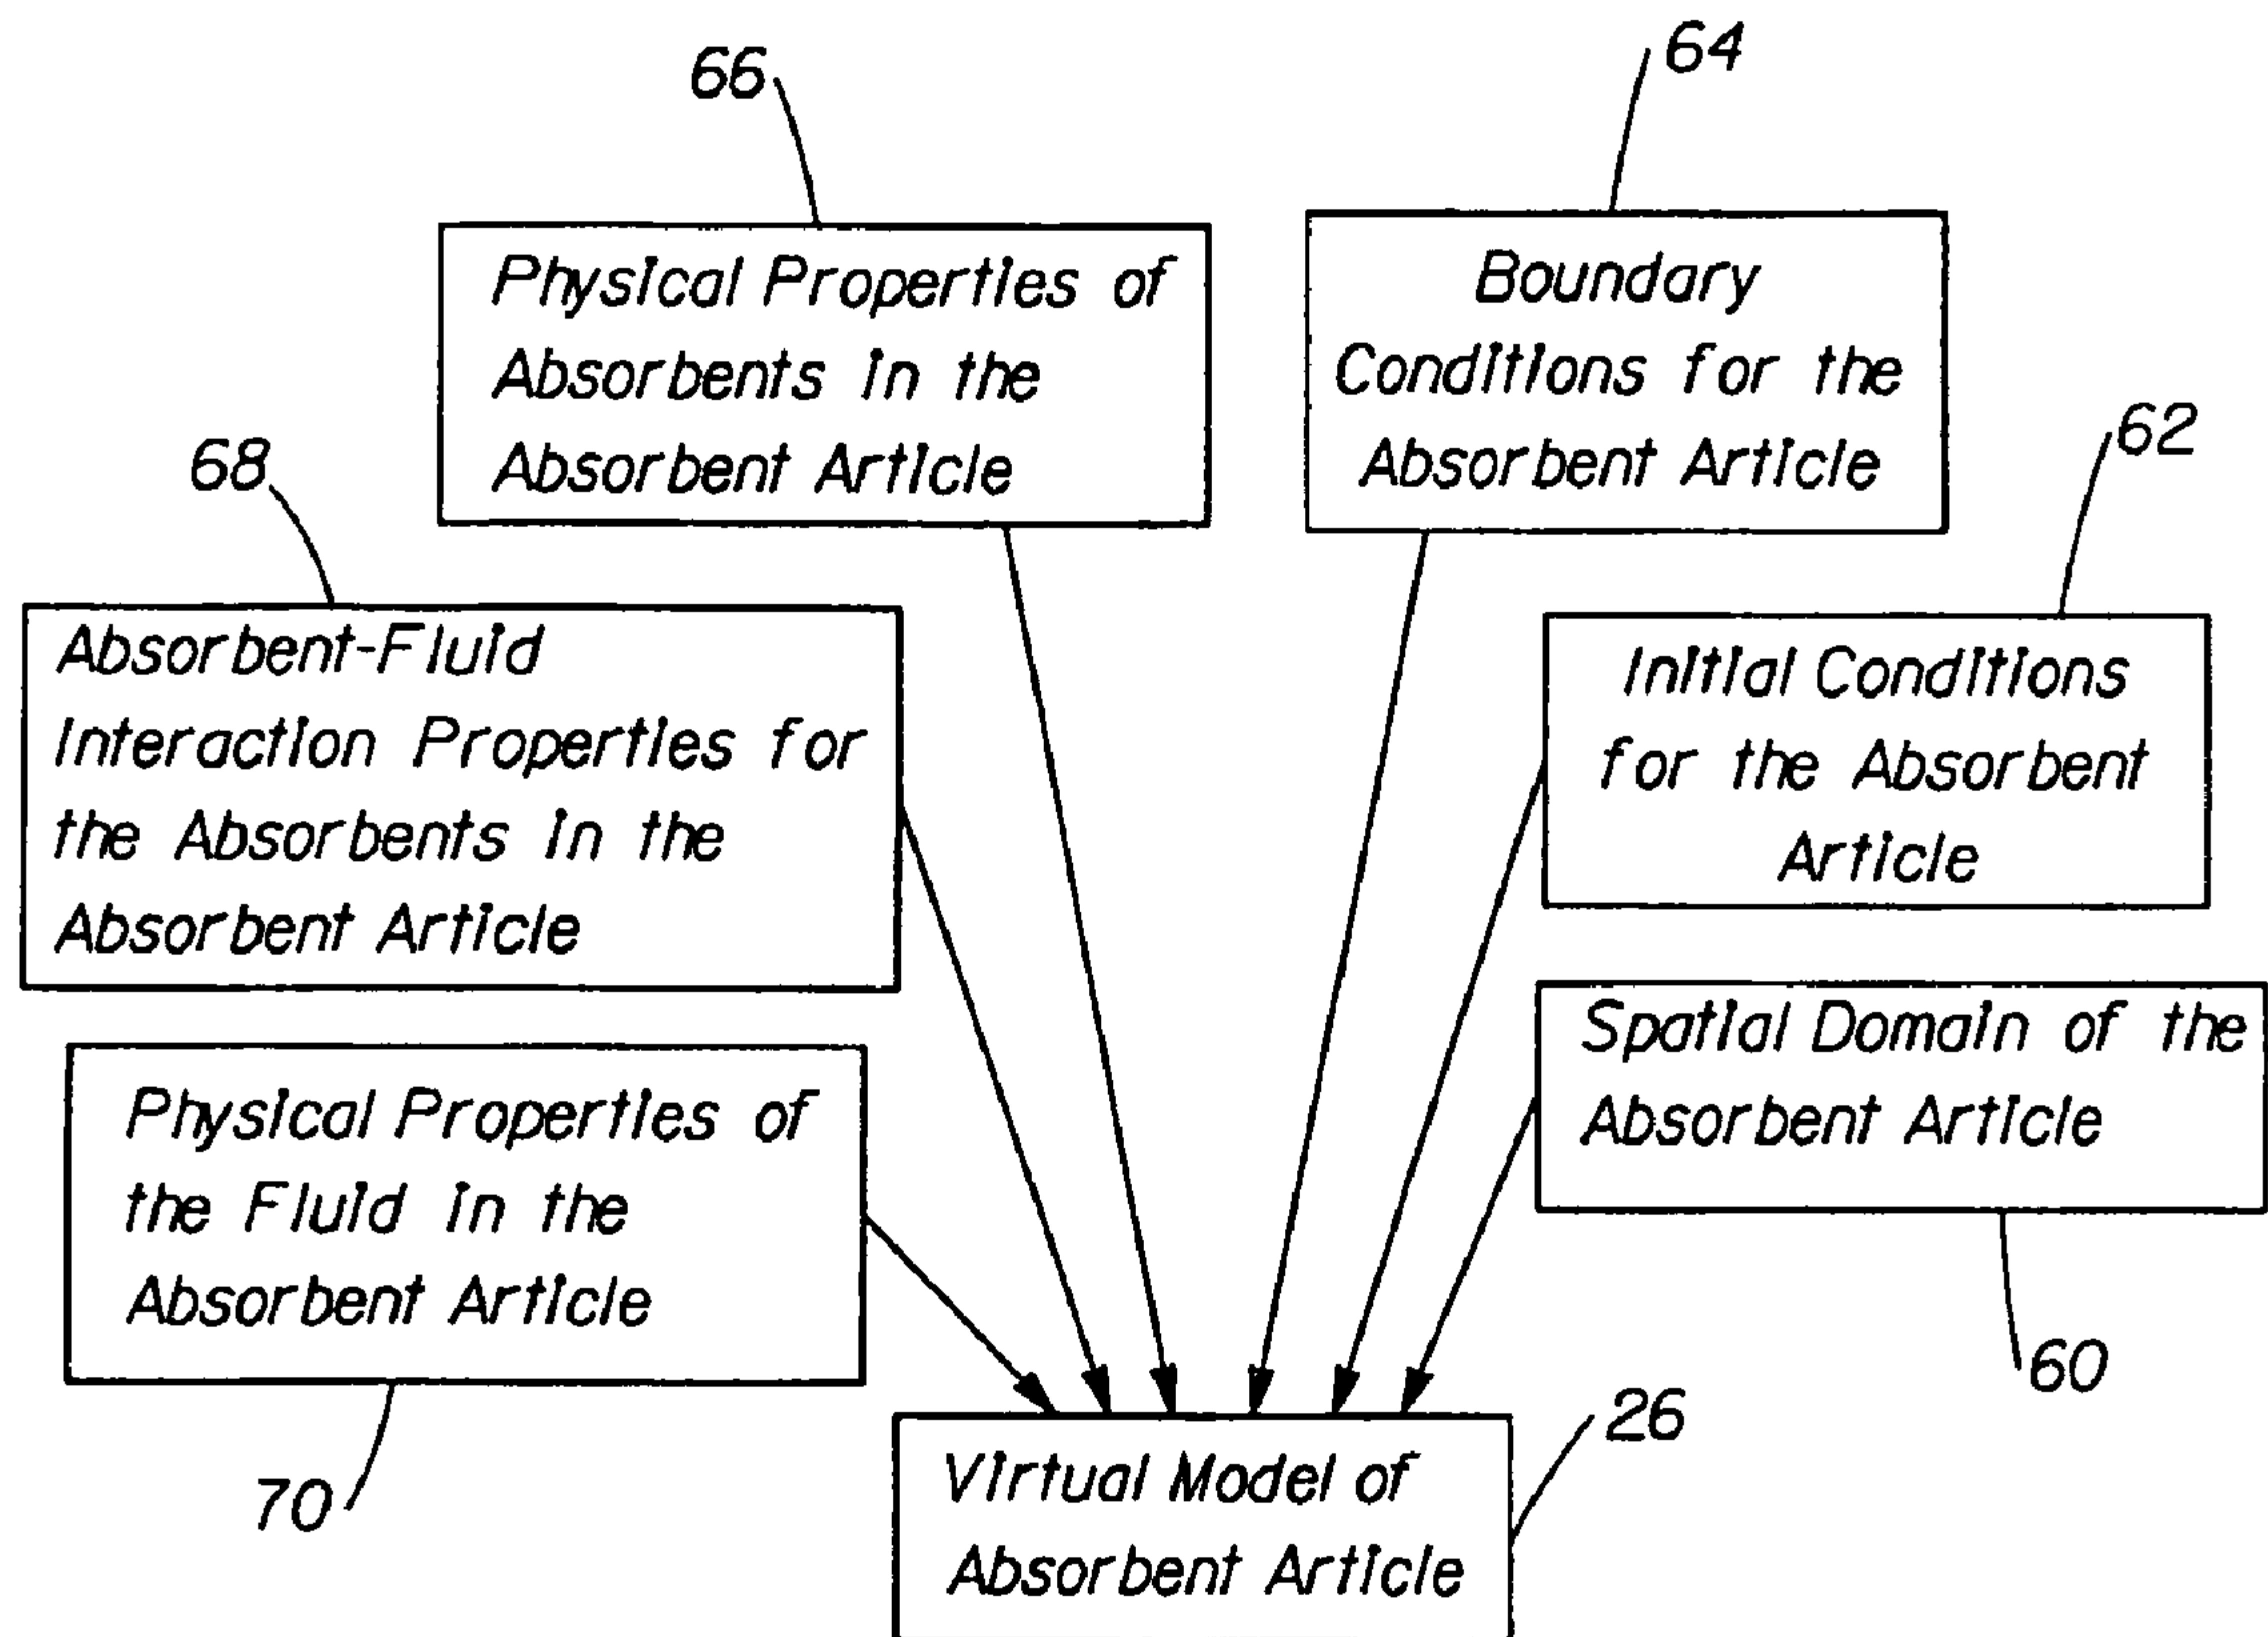 66
64
Physical Properties of
Absorbents in the
Absorbent Article
Boundary
Conditions for the
Absorbent Article
68
62
Absorbent-Fluid
Interaction Properties for
the Absorbents in the
Absorbent Article
Initial Conditions
for the Absorbent
Article
Physical Properties of
the Fluid in the
Absorbent Article
Spatial Domain of the
Absorbent Article
70
60
26
Virtual Model of
Absorbent Article